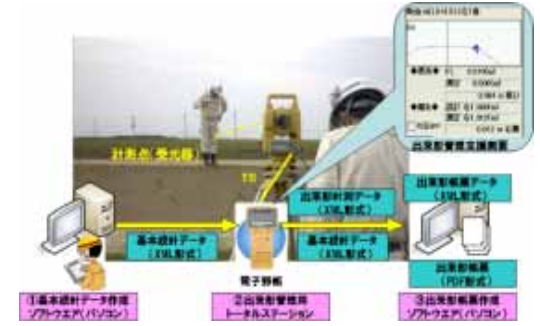 ◆標高◆
出来形管理支援画面
計測点(受光器)
TS
出来形計測データ
(XML形式)
出来形帳票データ
(XML形式)
基本設計データ
(XML形式)
基本設計データ
(XML形式)
電子野帳
出来形帳票
(PDF形式)
①基本設計データ作成
ソフトウエア(パソコン)
②出来形管理用
トータルステーション
③出来形帳票作成
ソフトウエア(パソコン)